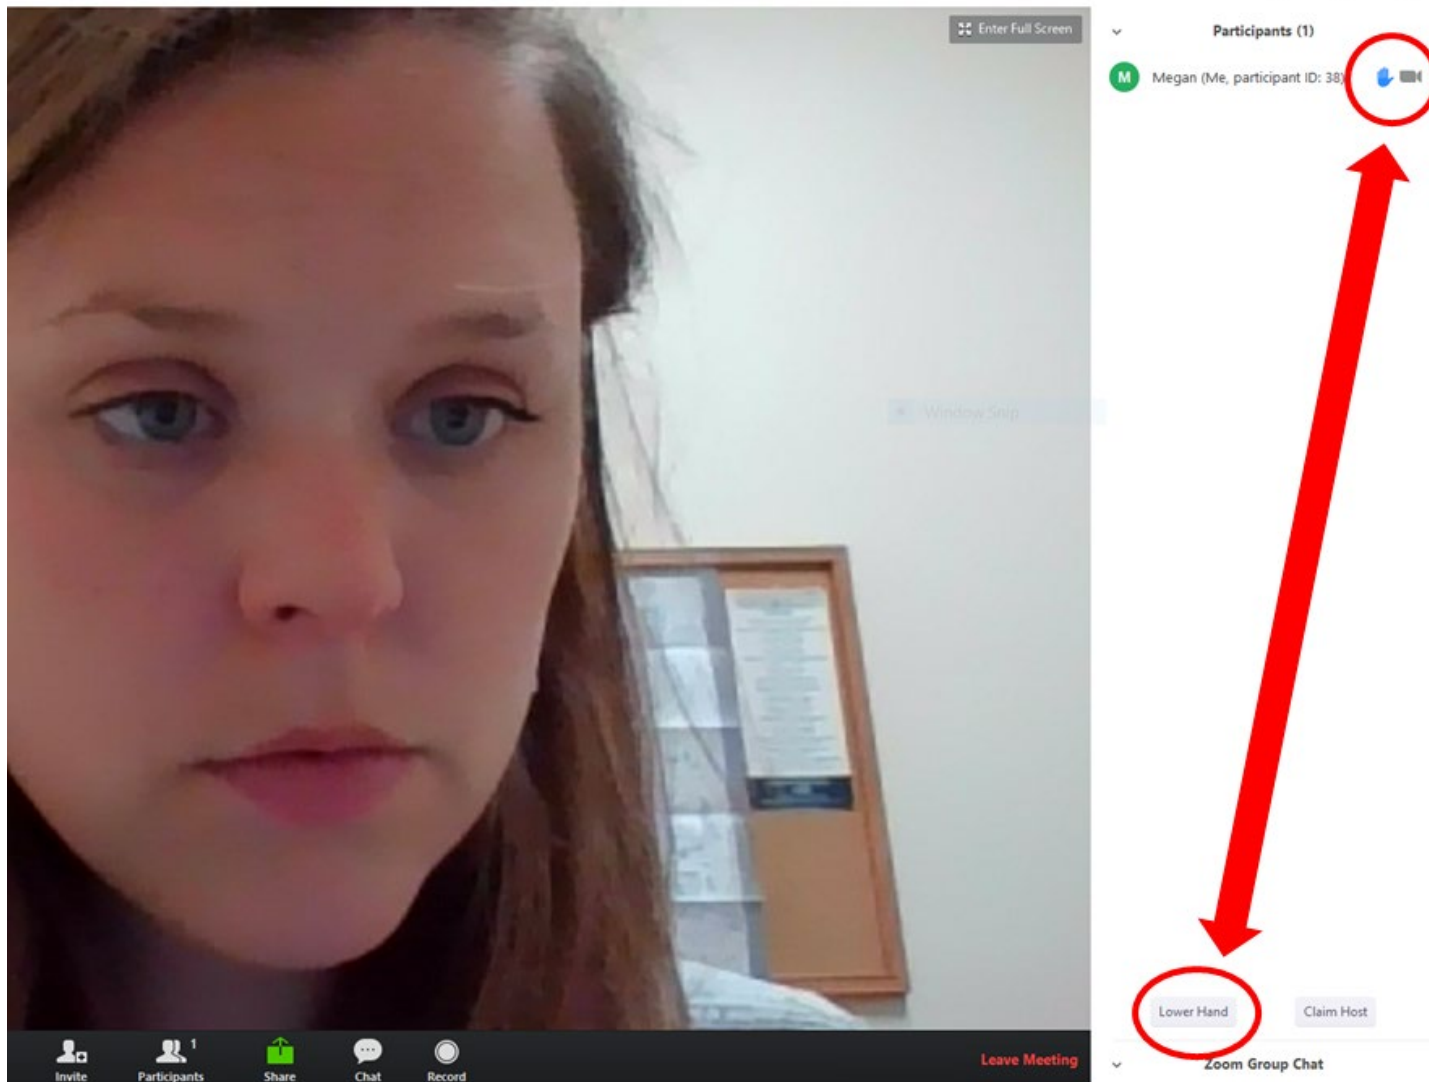 Enter Full Screen
Participants (1)
M
Megan (Me, participant ID: 38)
Window Snip
Lower Hand
Claim Host
Zoom Group Chat
Invite
Participants
1
Share
Chat
Record
Leave Meeting